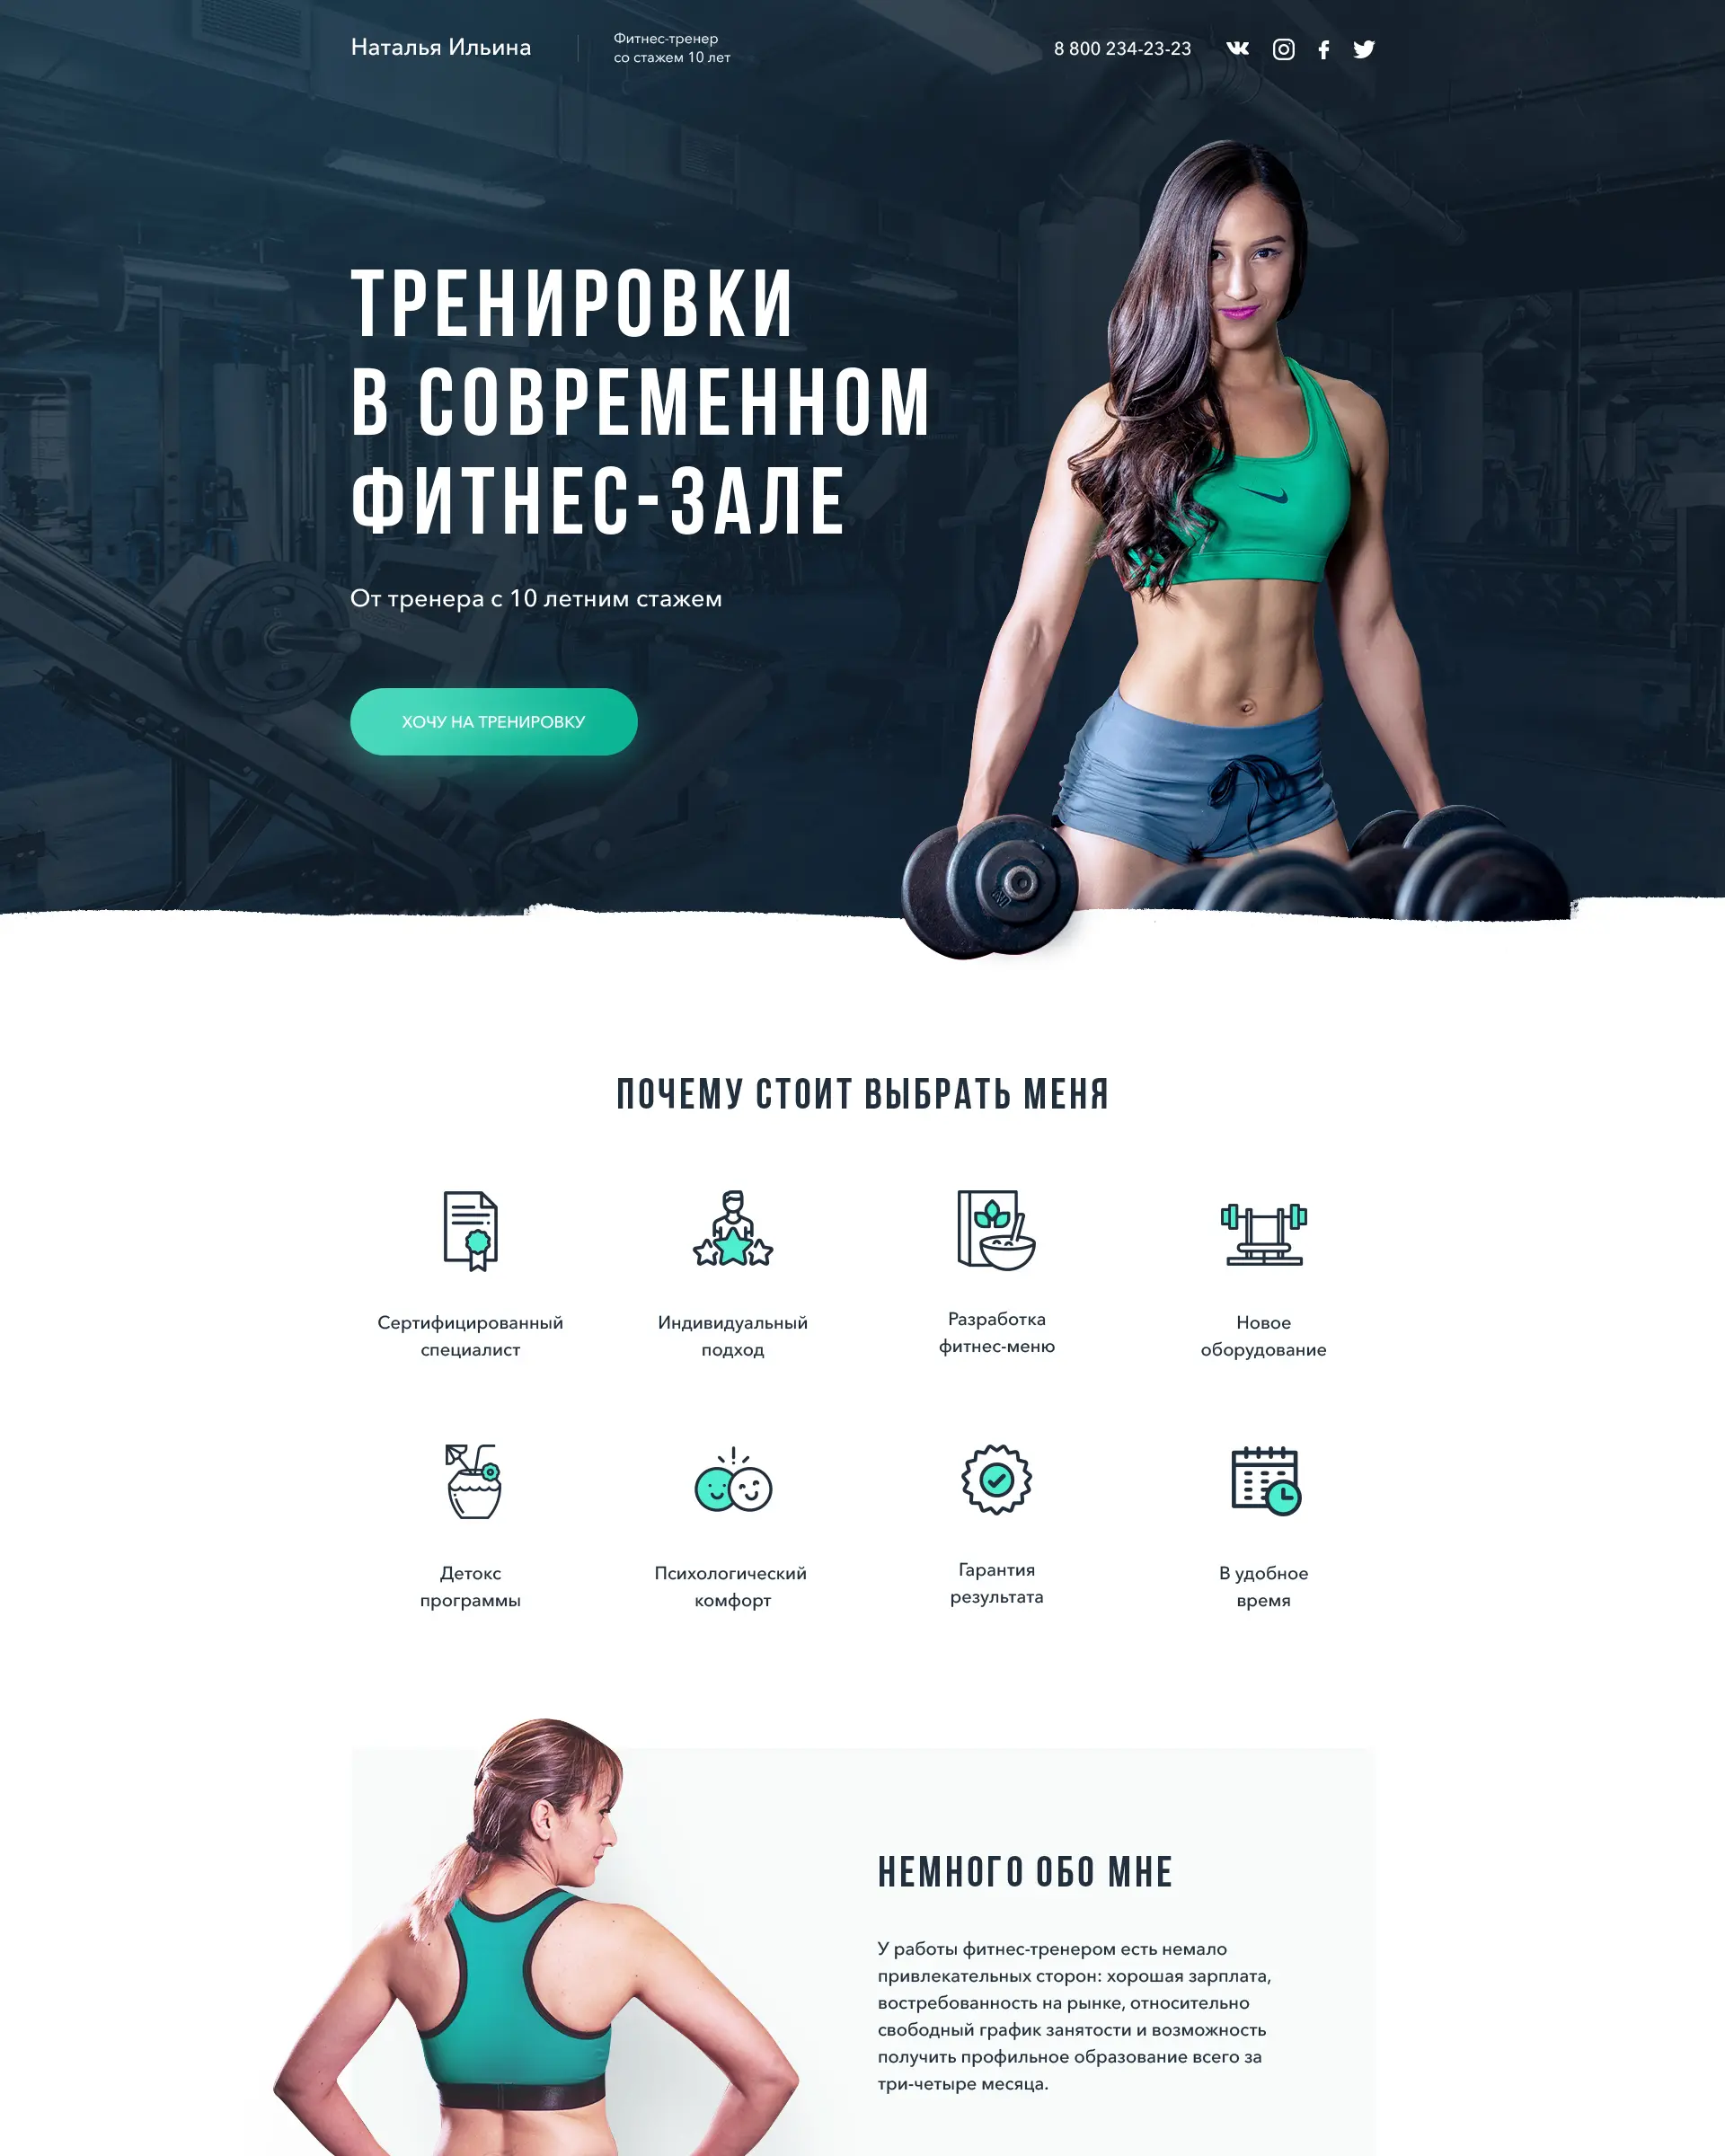 Наталья Ильина
Фитнес-тренер
со стажем 10 лет
8 800 234-23-23
ТРЕНИРОВКИ
В СОВРЕМЕННОМ
ФИТНЕС-ЗАЛЕ
От тренера с 10 летним стажем
ХОЧУ НА ТРЕНИРОВКУ
ПОЧЕМУ СТОИТ ВЫБРАТЬ МЕНЯ
Сертифицированный
специалист
Индивидуальный
подход
Разработка
фитнес-меню
Новое
оборудование
Детокс
программы
Психологический
комфорт
Гарантия
результата
В удобное
время
НЕМНОГО ОБО МНЕ
У работы фитнес-тренером есть немало
привлекательных сторон: хорошая зарплата,
востребованность на рынке, относительно
свободный график занятости и возможность
получить профильное образование всего за
три-четыре месяца.